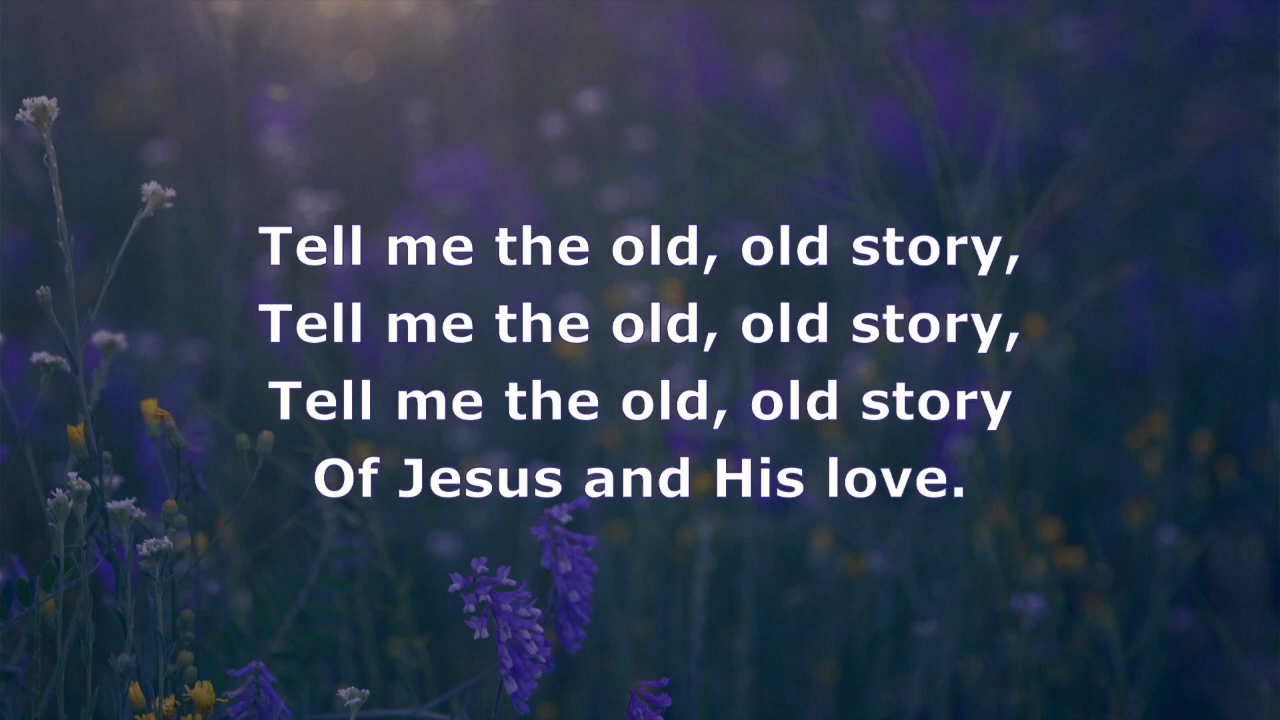 Tell me the old, old story,
Tell me the old, old story,
Tell me the old, old story
Of Jesus and His love.